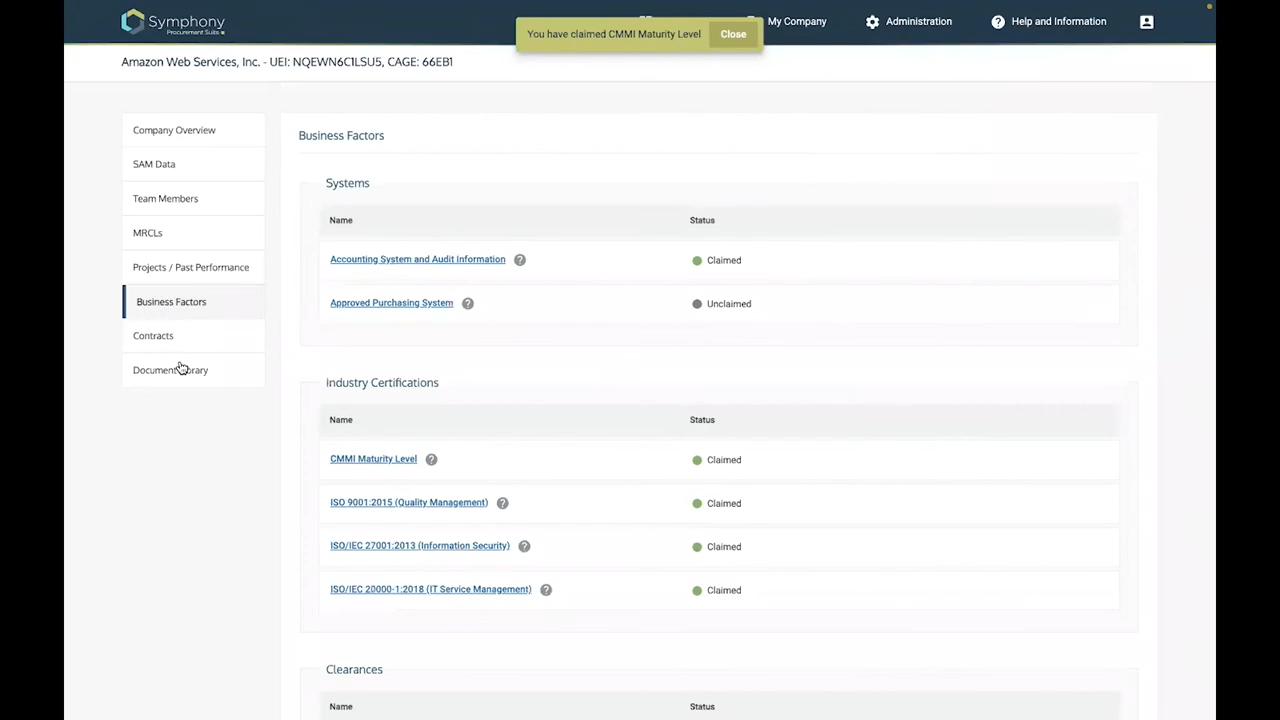 Symphony
Procurement Suite
My Company
Administration
Help and Information
You have claimed CMMI Maturity Level
Close
Amazon Web Services, Inc. - UEI: NQEWN6C1LSU5, CAGE: 66EB1
Company Overview
SAM Data
Team Members
MRCLs
Projects / Past Performance
Business Factors
Contracts
Document Library
Business Factors
Systems
Name Status
Accounting System and Audit Information ? Claimed
Approved Purchasing System ? Unclaimed
Industry Certifications
Name Status
CMMI Maturity Level ? Claimed
ISO 9001:2015 (Quality Management) ? Claimed
ISO/IEC 27001:2013 (Information Security) ? Claimed
ISO/IEC 20000-1:2018 (IT Service Management) ? Claimed
Clearances
Name Status